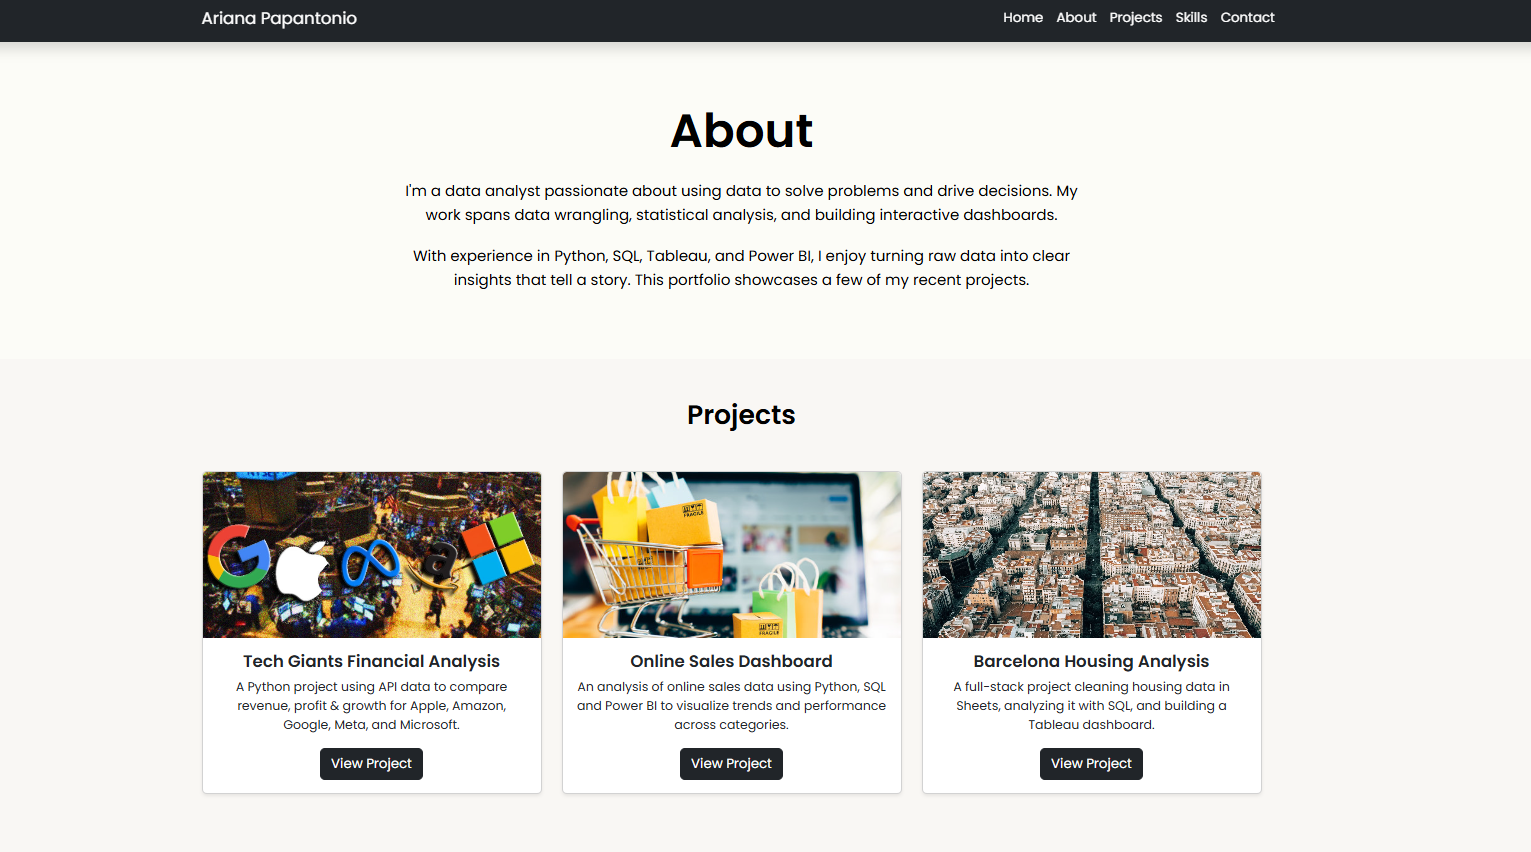 Ariana Papantonio
Home About Projects Skills Contact
About
I'm a data analyst passionate about using data to solve problems and drive decisions. My
work spans data wrangling, statistical analysis, and building interactive dashboards.
With experience in Python, SQL, Tableau, and Power BI, I enjoy turning raw data into clear
insights that tell a story. This portfolio showcases a few of my recent projects.
Projects
FRAGILE
FRAGILE
Tech Giants Financial Analysis
A Python project using API data to compare
revenue, profit & growth for Apple, Amazon,
Google, Meta, and Microsoft.
View Project
Online Sales Dashboard
An analysis of online sales data using Python, SQL
and Power BI to visualize trends and performance
across categories.
View Project
Barcelona Housing Analysis
A full-stack project cleaning housing data in
Sheets, analyzing it with SQL, and building a
Tableau dashboard.
View Project